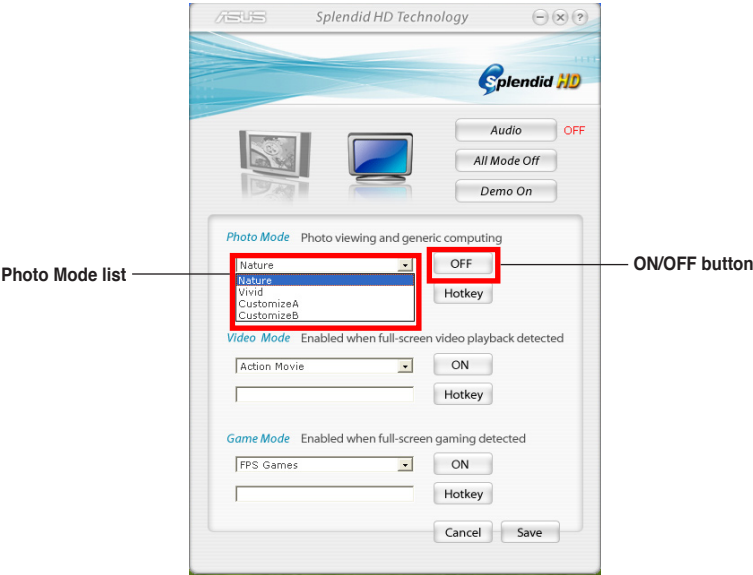 ASUS Splendid HD Technology
Splendid HD
Audio OFF
All Mode Off
Demo On
Photo Mode Photo viewing and generic computing
Nature OFF
Nature
Vivid
CustomizeA
CustomizeB
Hotkey
Photo Mode list
ON/OFF button
Video Mode Enabled when full-screen video playback detected
Action Movie ON
Hotkey
Game Mode Enabled when full-screen gaming detected
FPS Games ON
Hotkey
Cancel Save